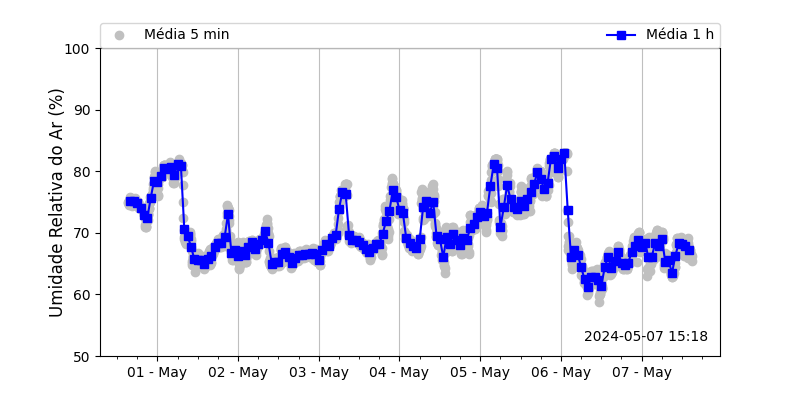 Média 5 min
Média 1 h
Umidade Relativa do Ar (%)
100
90
80
70
60
50
2024-05-07 15:18
01 - May
02 - May
03 - May
04 - May
05 - May
06 - May
07 - May